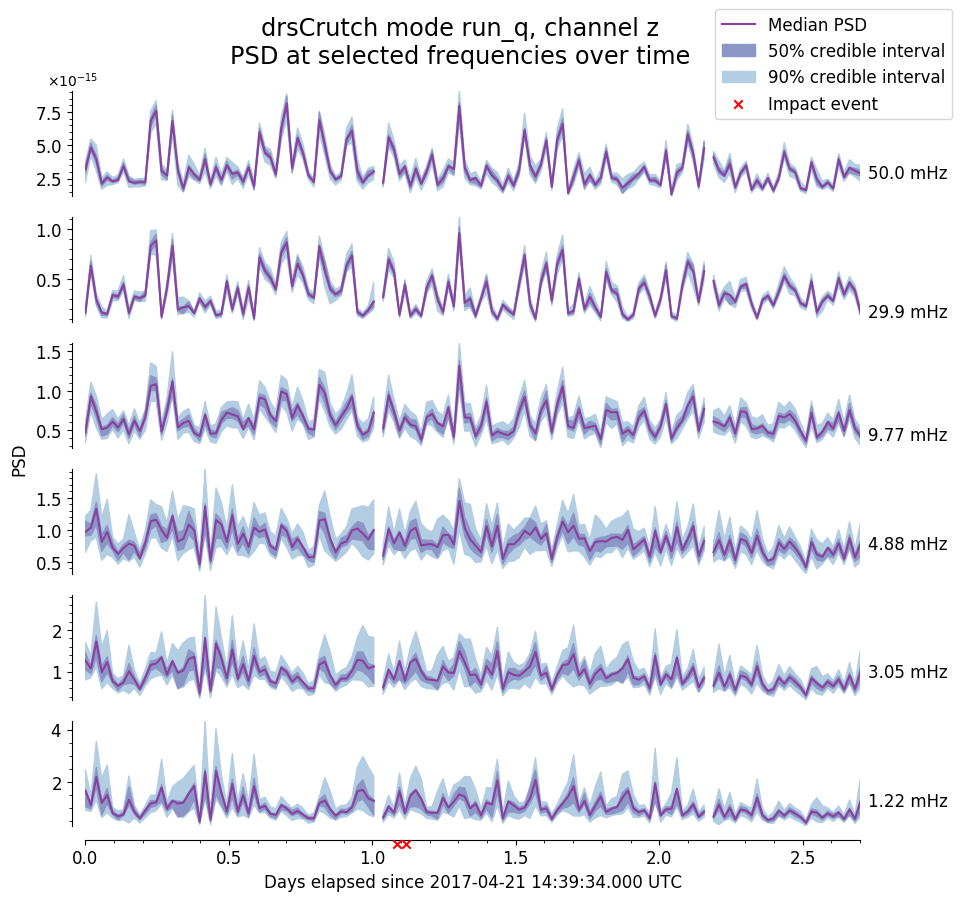 drsCrutch mode run_q, channel z
PSD at selected frequencies over time
Median PSD
50% credible interval
90% credible interval
Impact event
×10⁻¹⁵
7.5
5.0
2.5
50.0 mHz
1.0
0.5
29.9 mHz
1.5
1.0
0.5
9.77 mHz
PSD
1.5
1.0
0.5
4.88 mHz
2
1
3.05 mHz
4
2
1.22 mHz
0.0 0.5 1.0 1.5 2.0 2.5
Days elapsed since 2017-04-21 14:39:34.000 UTC